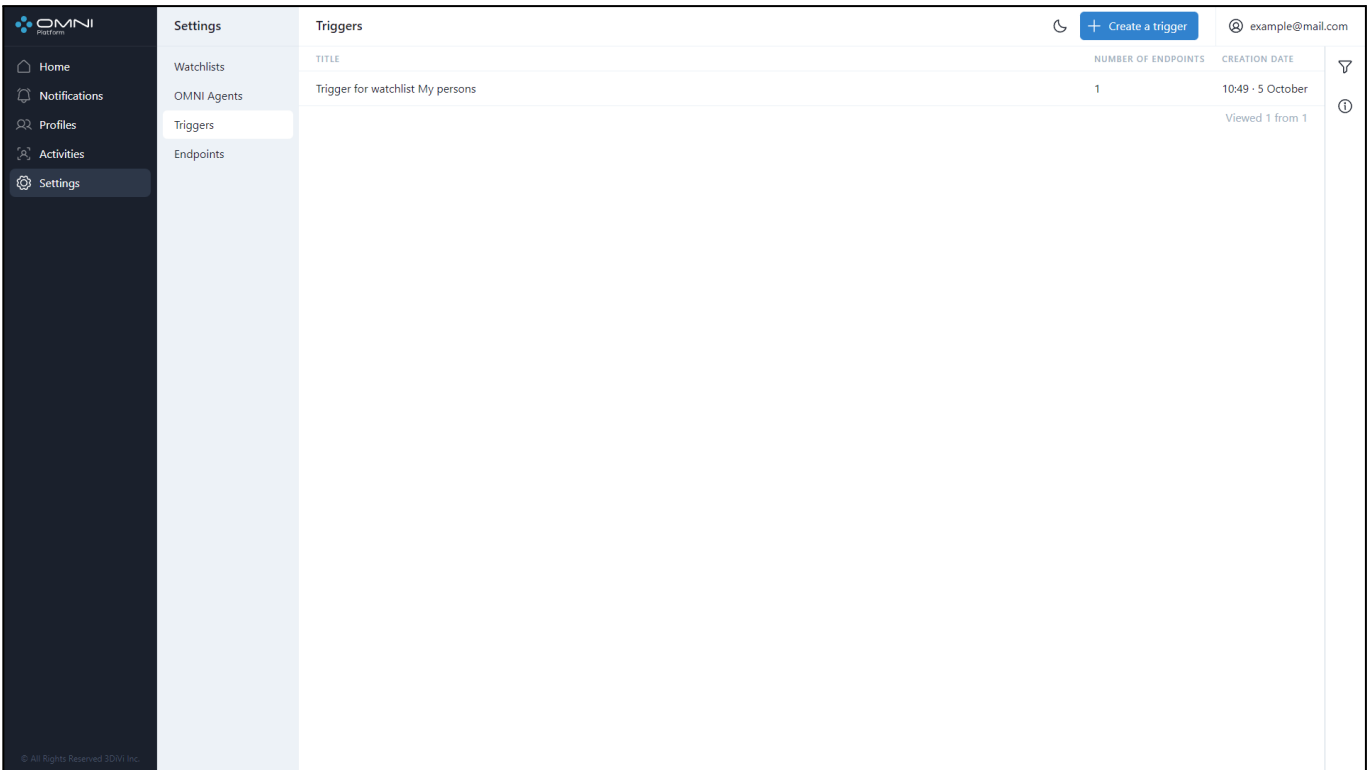 OMNI
Platform
Home
Notifications
Profiles
Activities
Settings
© All Rights Reserved 3DiVi Inc.
Settings
Watchlists
OMNI Agents
Triggers
Endpoints
Triggers
Create a trigger
example@mail.com
TITLE NUMBER OF ENDPOINTS CREATION DATE
Trigger for watchlist My persons 1 10:49 · 5 October
Viewed 1 from 1